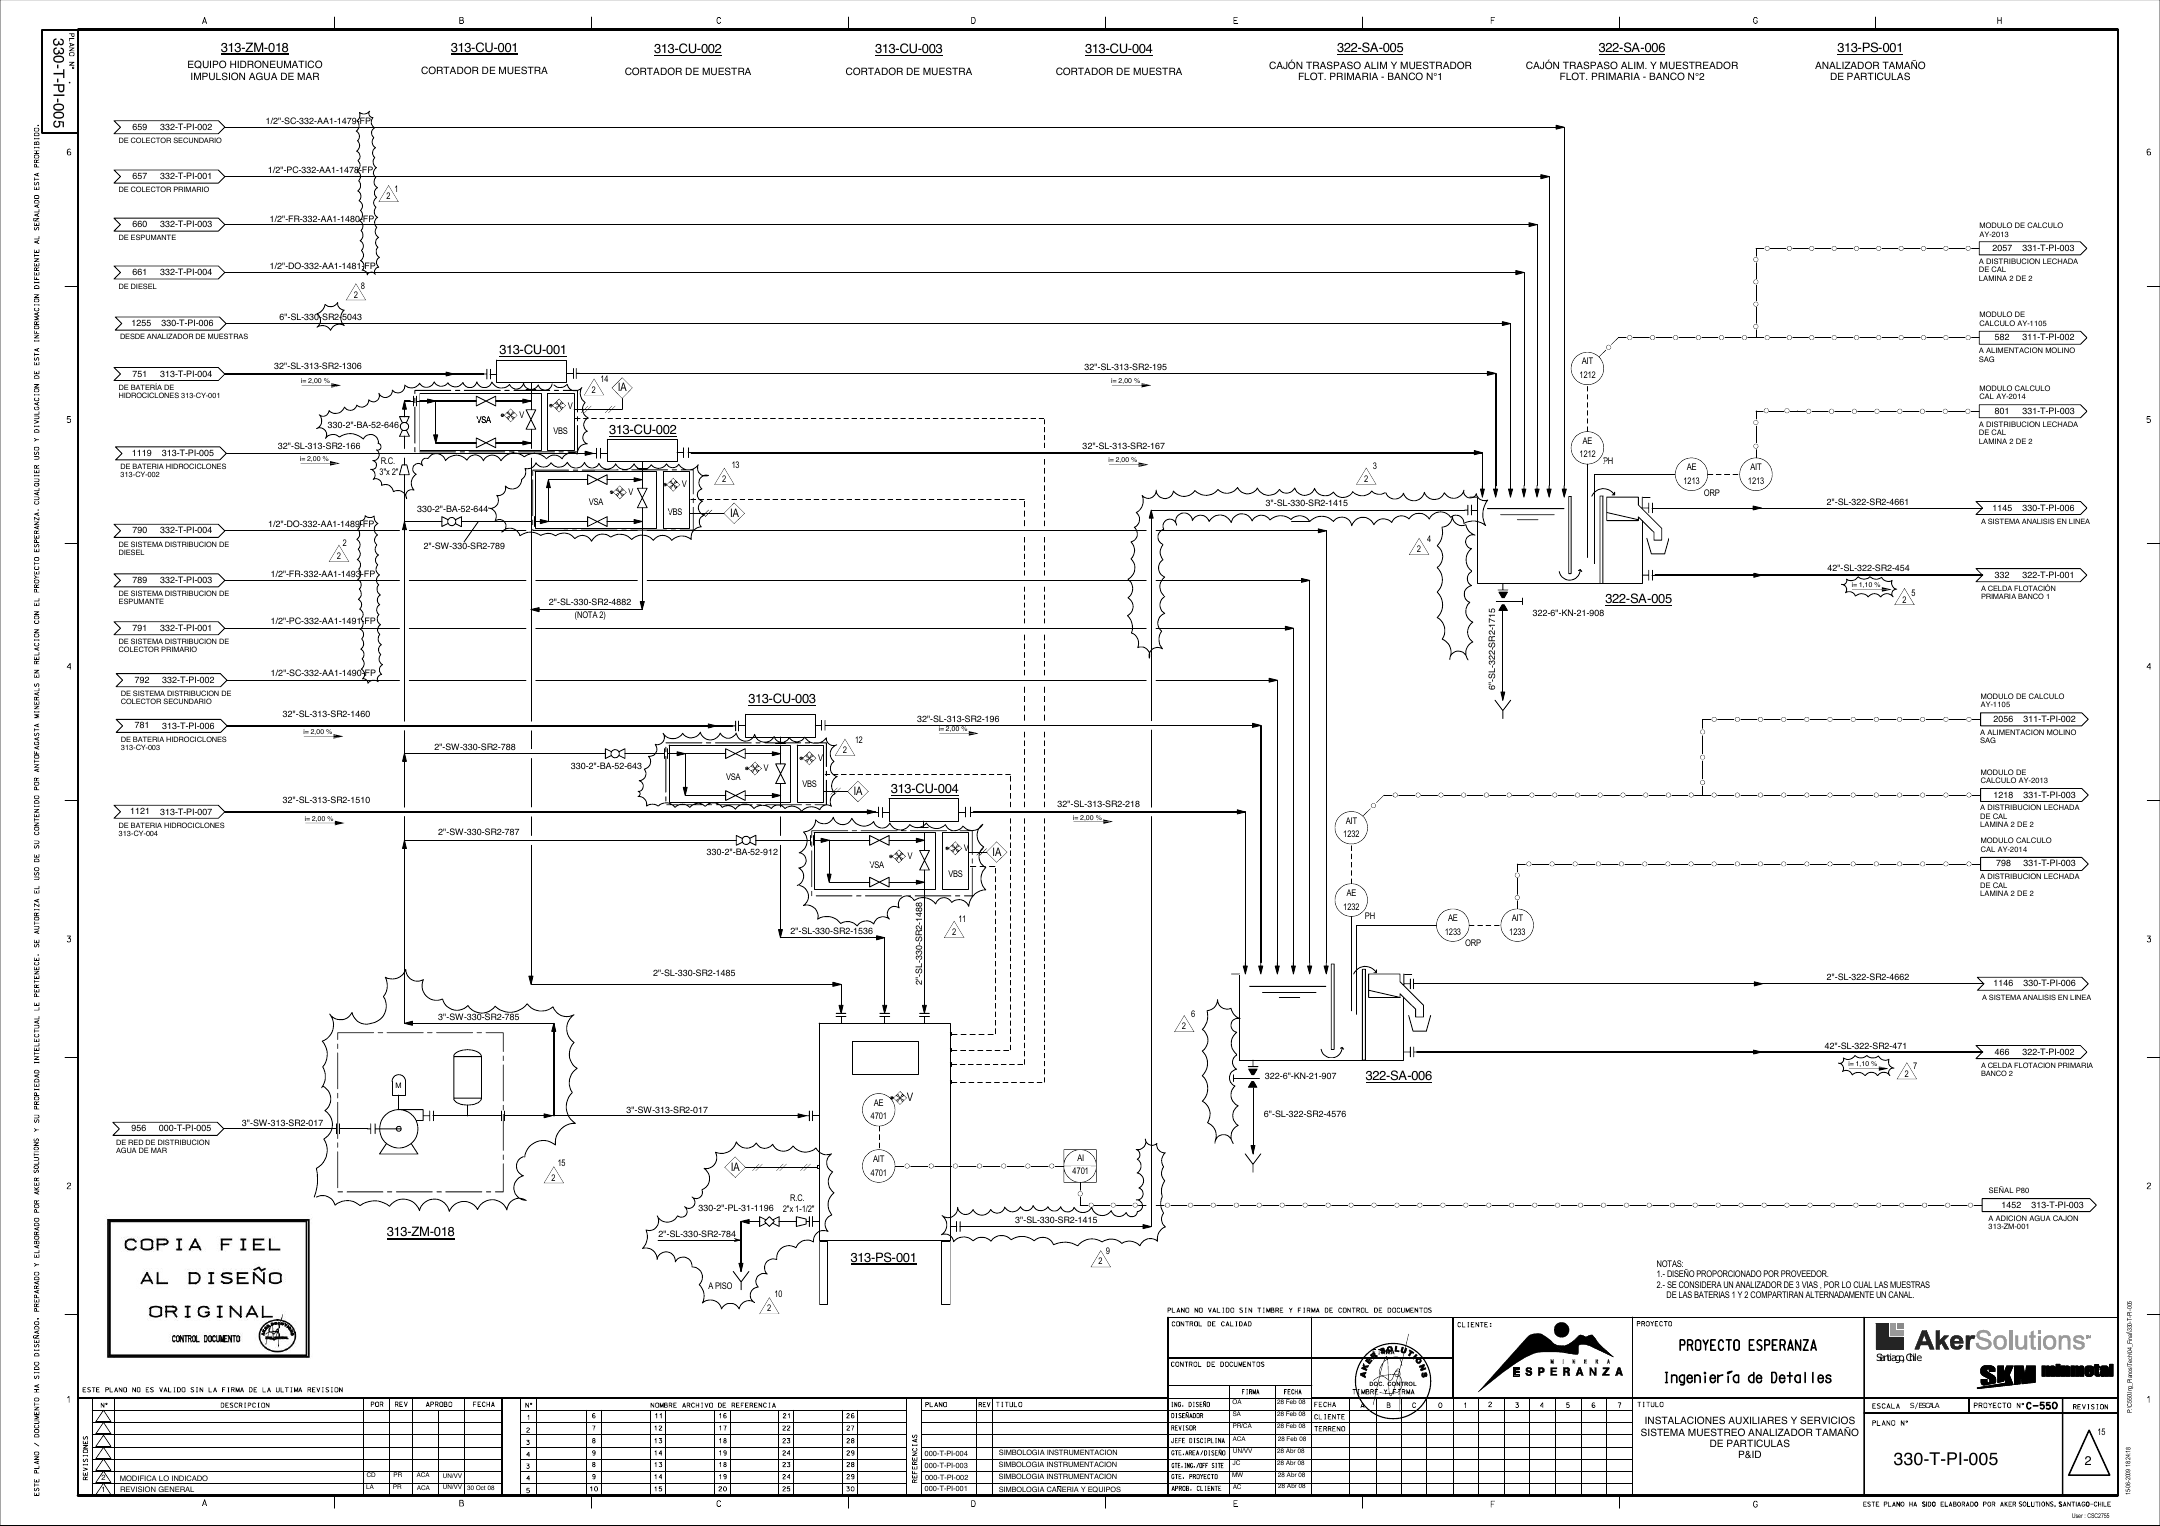 A B C D E F G H
PLANO N°
330-T-PI-005
313-ZM-018
EQUIPO HIDRONEUMATICO
IMPULSION AGUA DE MAR
313-CU-001
CORTADOR DE MUESTRA
313-CU-002
CORTADOR DE MUESTRA
313-CU-003
CORTADOR DE MUESTRA
313-CU-004
CORTADOR DE MUESTRA
322-SA-005
CAJÓN TRASPASO ALIM Y MUESTRADOR
FLOT. PRIMARIA - BANCO N°1
322-SA-006
CAJÓN TRASPASO ALIM. Y MUESTREADOR
FLOT. PRIMARIA - BANCO N°2
313-PS-001
ANALIZADOR TAMAÑO
DE PARTICULAS
659 332-T-PI-002
DE COLECTOR SECUNDARIO
1/2"-SC-332-AA1-1479-FP
657 332-T-PI-001
DE COLECTOR PRIMARIO
1/2"-PC-332-AA1-1478-FP
2 1
660 332-T-PI-003
DE ESPUMANTE
1/2"-FR-332-AA1-1480-FP
661 332-T-PI-004
DE DIESEL
1/2"-DO-332-AA1-1481-FP
2 8
1255 330-T-PI-006
DESDE ANALIZADOR DE MUESTRAS
6"-SL-330-SR2-5043
751 313-T-PI-004
DE BATERÍA DE
HIDROCICLONES 313-CY-001
32"-SL-313-SR2-1306
i= 2,00 %
313-CU-001
32"-SL-313-SR2-195
i= 2,00 %
2 14
IA
VSA
V
V
VBS
330-2"-BA-52-646
R.C.
3"x 2"
1119 313-T-PI-005
DE BATERIA HIDROCICLONES
313-CY-002
32"-SL-313-SR2-166
i= 2,00 %
313-CU-002
32"-SL-313-SR2-167
i= 2,00 %
2 13
IA
VSA
V
V
VBS
330-2"-BA-52-644
2"-SW-330-SR2-789
790 332-T-PI-004
DE SISTEMA DISTRIBUCION DE
DIESEL
1/2"-DO-332-AA1-1489-FP
2 2
789 332-T-PI-003
DE SISTEMA DISTRIBUCION DE
ESPUMANTE
1/2"-FR-332-AA1-1493-FP
2"-SL-330-SR2-4882
(NOTA 2)
791 332-T-PI-001
DE SISTEMA DISTRIBUCION DE
COLECTOR PRIMARIO
1/2"-PC-332-AA1-1491-FP
792 332-T-PI-002
DE SISTEMA DISTRIBUCION DE
COLECTOR SECUNDARIO
1/2"-SC-332-AA1-1490-FP
781 313-T-PI-006
DE BATERIA HIDROCICLONES
313-CY-003
32"-SL-313-SR2-1460
i= 2,00 %
313-CU-003
32"-SL-313-SR2-196
i= 2,00 %
2 12
2"-SW-330-SR2-788
330-2"-BA-52-643
VSA
V
V
VBS
IA
1121 313-T-PI-007
DE BATERIA HIDROCICLONES
313-CY-004
32"-SL-313-SR2-1510
i= 2,00 %
313-CU-004
32"-SL-313-SR2-218
i= 2,00 %
2"-SW-330-SR2-787
330-2"-BA-52-912
VSA
V
V
VBS
IA
2 11
2"-SL-330-SR2-1536
2"-SL-330-SR2-1488
2"-SL-330-SR2-1485
3"-SW-330-SR2-785
M
956 000-T-PI-005
DE RED DE DISTRIBUCION
AGUA DE MAR
3"-SW-313-SR2-017
3"-SW-313-SR2-017
2 15
313-ZM-018
AE
4701
V
AIT
4701
AI
4701
IA
R.C.
2"x 1-1/2"
330-2"-PL-31-1196
2"-SL-330-SR2-784
A PISO
2 10
313-PS-001
3"-SL-330-SR2-1415
2 9
2 3
3"-SL-330-SR2-1415
2 4
322-SA-005
322-6"-KN-21-908
6"-SL-322-SR2-1715
AIT
1212
AE
1212
PH
AE
1213
ORP
AIT
1213
MODULO DE CALCULO
AY-2013
2057 331-T-PI-003
A DISTRIBUCION LECHADA
DE CAL
LAMINA 2 DE 2
MODULO DE
CALCULO AY-1105
582 311-T-PI-002
A ALIMENTACION MOLINO
SAG
MODULO CALCULO
CAL AY-2014
801 331-T-PI-003
A DISTRIBUCION LECHADA
DE CAL
LAMINA 2 DE 2
2"-SL-322-SR2-4661
1145 330-T-PI-006
A SISTEMA ANALISIS EN LINEA
42"-SL-322-SR2-454
i= 1,10 %
2 5
332 322-T-PI-001
A CELDA FLOTACIÓN
PRIMARIA BANCO 1
MODULO DE CALCULO
AY-1105
2056 311-T-PI-002
A ALIMENTACION MOLINO
SAG
MODULO DE
CALCULO AY-2013
1218 331-T-PI-003
A DISTRIBUCION LECHADA
DE CAL
LAMINA 2 DE 2
MODULO CALCULO
CAL AY-2014
798 331-T-PI-003
A DISTRIBUCION LECHADA
DE CAL
LAMINA 2 DE 2
AIT
1232
AE
1232
PH
AE
1233
ORP
AIT
1233
2 6
322-6"-KN-21-907
322-SA-006
6"-SL-322-SR2-4576
2"-SL-322-SR2-4662
1146 330-T-PI-006
A SISTEMA ANALISIS EN LINEA
42"-SL-322-SR2-471
i= 1,10 %
2 7
466 322-T-PI-002
A CELDA FLOTACION PRIMARIA
BANCO 2
SEÑAL P80
1452 313-T-PI-003
A ADICION AGUA CAJON
313-ZM-001
NOTAS:
1.- DISEÑO PROPORCIONADO POR PROVEEDOR.
2.- SE CONSIDERA UN ANALIZADOR DE 3 VIAS , POR LO CUAL LAS MUESTRAS
DE LAS BATERIAS 1 Y 2 COMPARTIRAN ALTERNADAMENTE UN CANAL.
COPIA FIEL
AL DISEÑO
ORIGINAL
CONTROL DOCUMENTO
ESTE PLANO NO ES VALIDO SIN LA FIRMA DE LA ULTIMA REVISION
PLANO NO VALIDO SIN TIMBRE Y FIRMA DE CONTROL DE DOCUMENTOS
ESTE PLANO / DOCUMENTO HA SIDO DISEÑADO, PREPARADO Y ELABORADO POR AKER SOLUTIONS Y SU PROPIEDAD INTELECTUAL LE PERTENECE. SE AUTORIZA EL USO DE SU CONTENIDO POR ANTOFAGASTA MINERALS EN RELACION CON EL PROYECTO ESPERANZA. CUALQUIER USO Y DIVULGACION DE ESTA INFORMACION DIFERENTE AL SEÑALADO ESTA PROHIBIDO.
REVISIONES
N° DESCRIPCION POR REV APROBO FECHA
2 MODIFICA LO INDICADO CD PR ACA UN/VV
1 REVISION GENERAL LA PR ACA UN/VV 30 Oct 08
N° NOMBRE ARCHIVO DE REFERENCIA
1 6 11 16 21 26
2 7 12 17 22 27
3 8 13 18 23 28
4 9 14 19 24 29
3 8 13 18 23 28
4 9 14 19 24 29
5 10 15 20 25 30
REFERENCIAS
PLANO REV TITULO
000-T-PI-004 SIMBOLOGIA INSTRUMENTACION
000-T-PI-003 SIMBOLOGIA INSTRUMENTACION
000-T-PI-002 SIMBOLOGIA INSTRUMENTACION
000-T-PI-001 SIMBOLOGIA CAÑERIA Y EQUIPOS
CONTROL DE CALIDAD
CONTROL DE DOCUMENTOS
AKER SOLUTIONS
DOC. CONTROL
TIMBRE Y FIRMA
FIRMA FECHA
ING. DISEÑO OA 28 Feb 08
DISEÑADOR SA 28 Feb 08
REVISOR PR/CA 28 Feb 08
JEFE DISCIPLINA ACA 28 Feb 08
GTE.AREA/DISEÑO UN/VV 28 Abr 08
GTE.ING./OFF SITE JC 28 Abr 08
GTE. PROYECTO MW 28 Abr 08
APROB. CLIENTE AC 28 Abr 08
FECHA A B C 0 1 2 3 4 5 6 7
CLIENTE
TERRENO
CLIENTE:
MINERA
ESPERANZA
PROYECTO
PROYECTO ESPERANZA
Ingeniería de Detalles
AkerSolutions
Santiago, Chile
SKM minmetal
TITULO
INSTALACIONES AUXILIARES Y SERVICIOS
SISTEMA MUESTREO ANALIZADOR TAMAÑO
DE PARTICULAS
P&ID
ESCALA S/ESCALA
PROYECTO N°C-550
REVISION
PLANO N°
330-T-PI-005
2 15
ESTE PLANO HA SIDO ELABORADO POR AKER SOLUTIONS, SANTIAGO-CHILE
User : CSC2755
A B C D E F G H
6 5 4 3 2 1
6 5 4 3 2 1